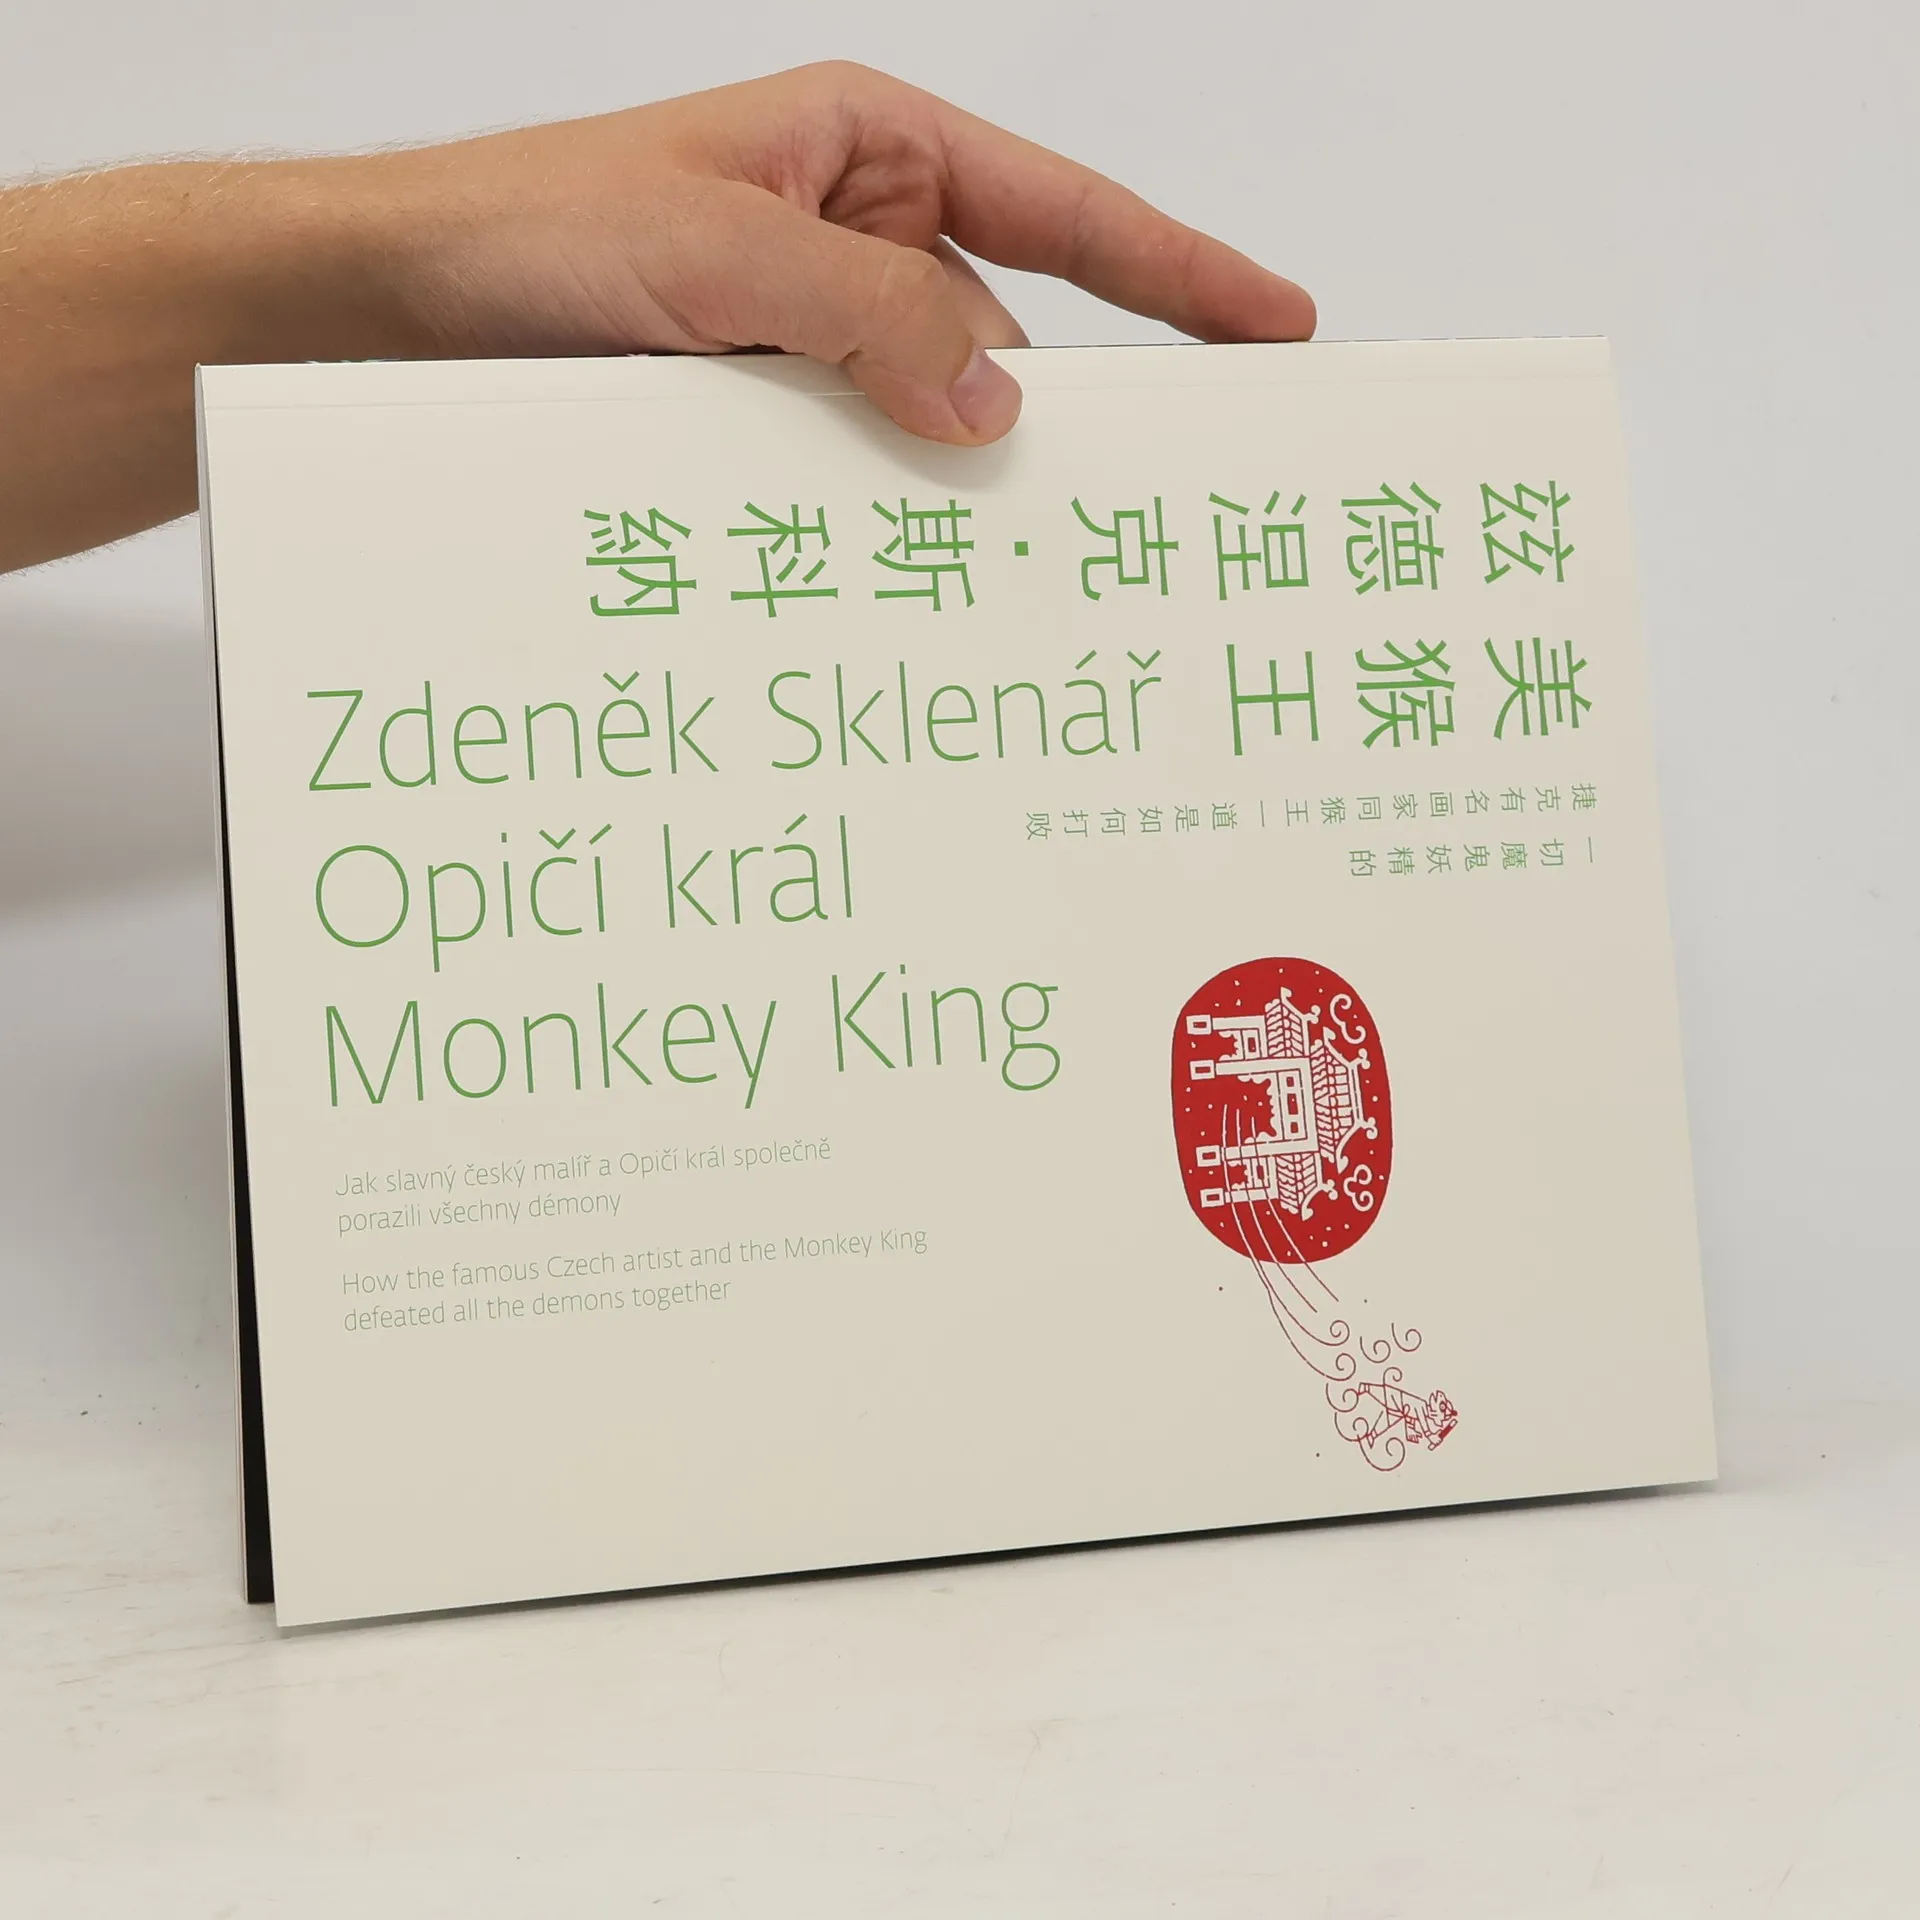 兹德涅克·斯科納
美猴王
捷克有名画家同猴王一道是如何打败
一切魔鬼妖精的
Zdeněk Sklenář
Opičí král
Monkey King
Jak slavný český malíř a Opičí král společně
porazili všechny démony
How the famous Czech artist and the Monkey King
defeated all the demons together